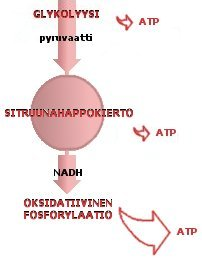 GLYKOLYYSI
ATP
pyruvaatti
SITRUUNAHAPPOKIERTO
ATP
NADH
OKSIDATIIVINEN
FOSFORYLAATIO
ATP